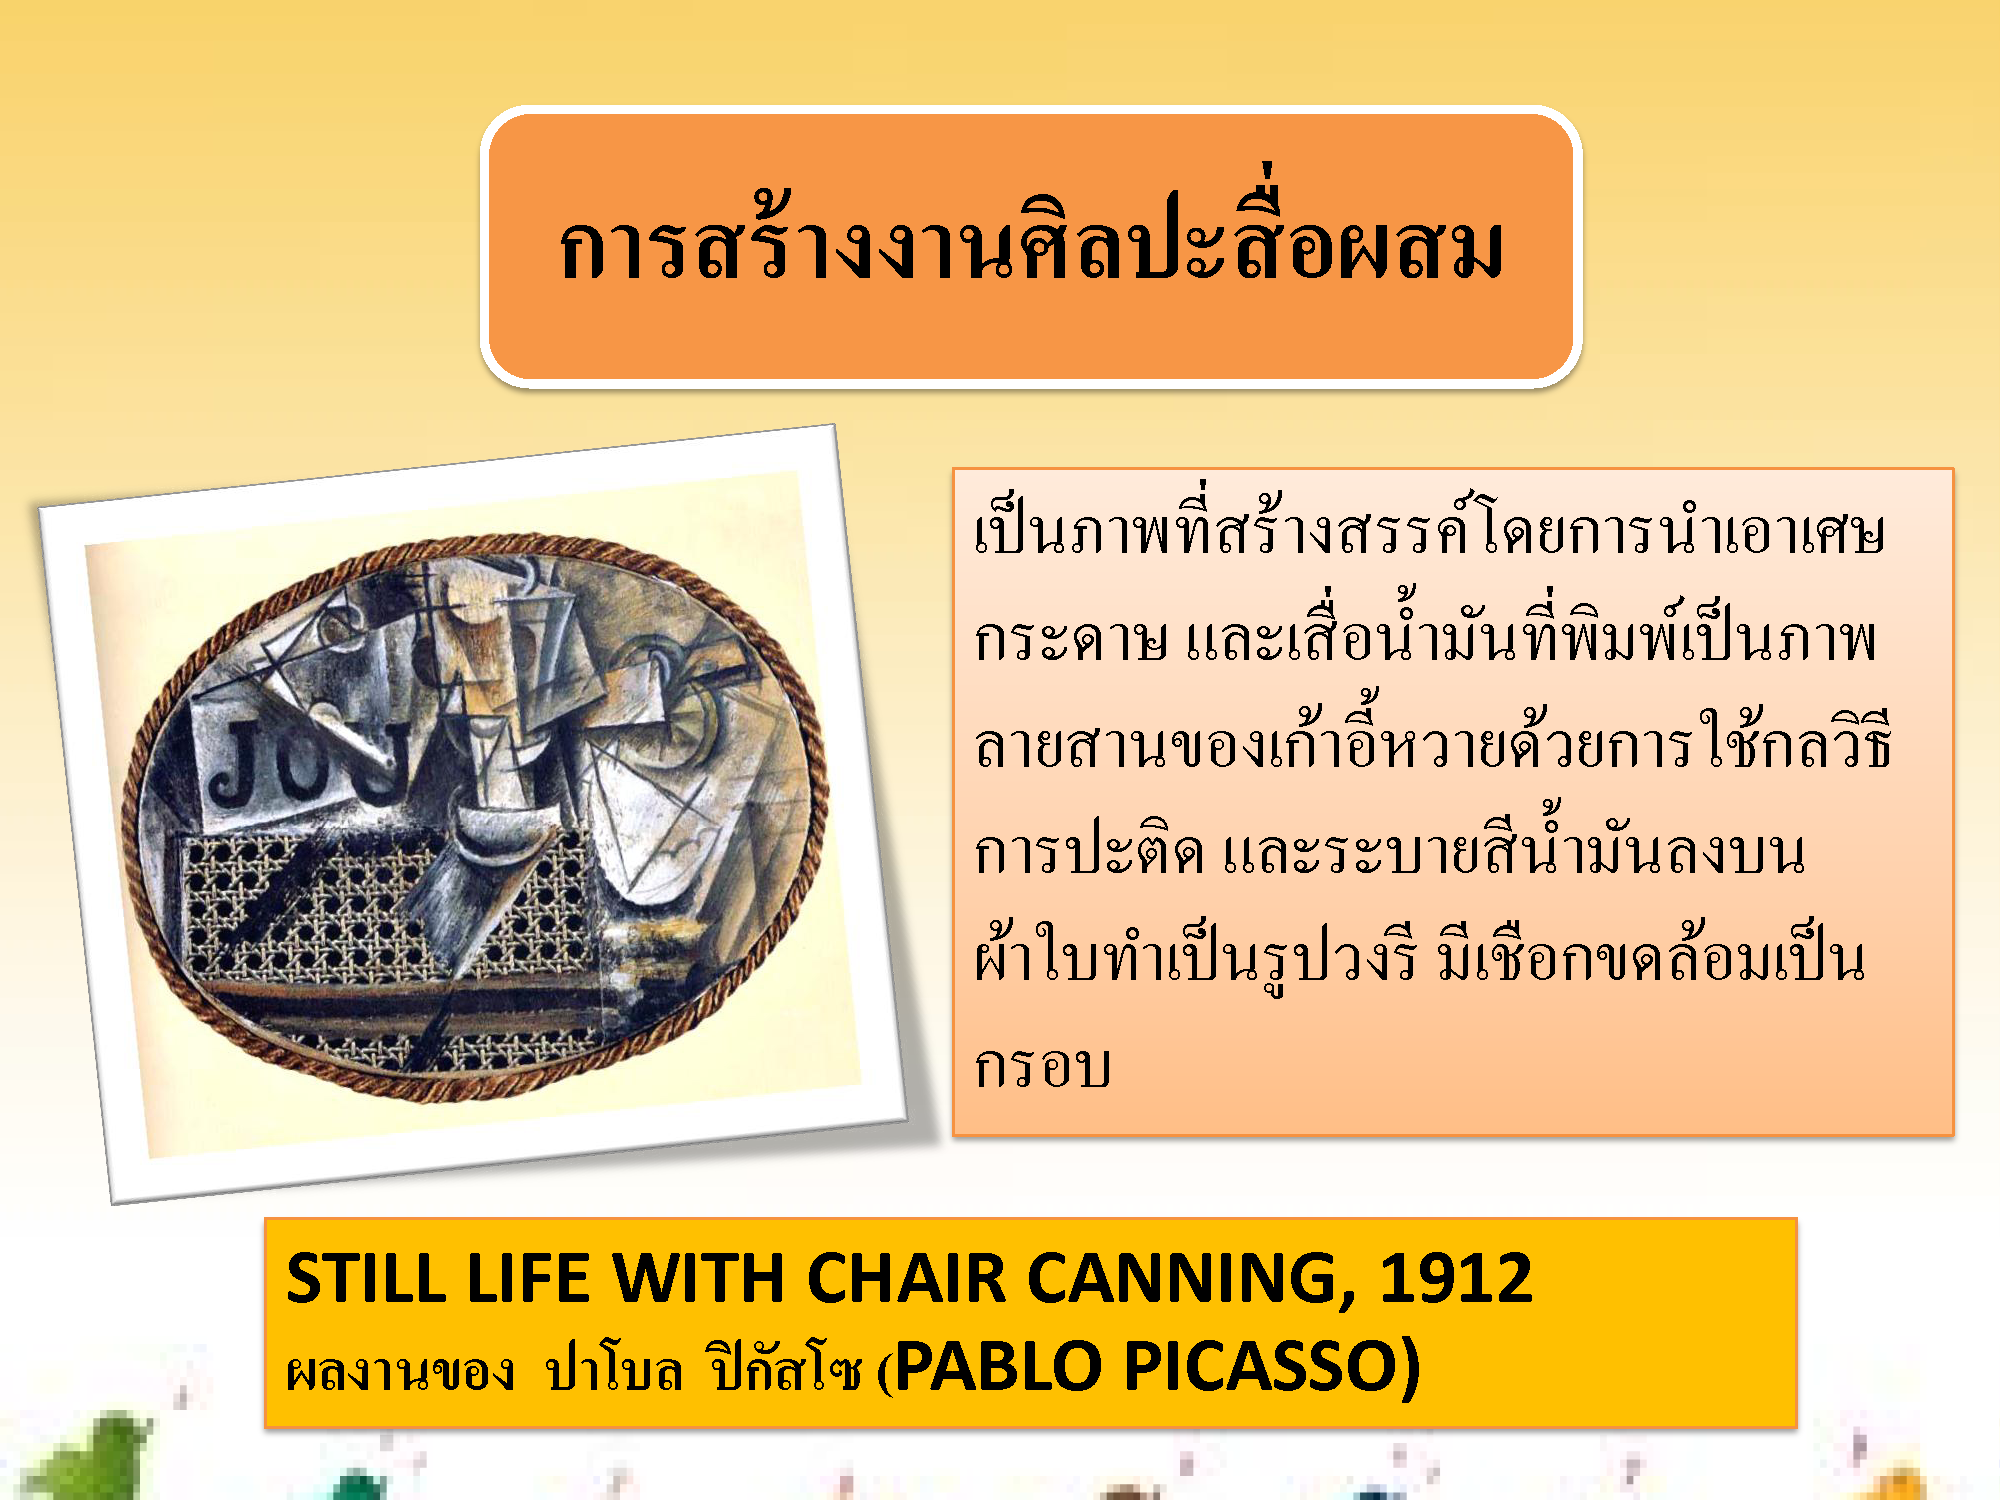 การสร้างงานศิลปะสื่อผสม
เป็นภาพที่สร้างสรรค์โดยการนำเอาเศษ
กระดาษ และเสื่อน้ำมันที่พิมพ์เป็นภาพ
ลายสานของเก้าอี้หวายด้วยการใช้กลวิธี
การปะติด และระบายสีน้ำมันลงบน
ผ้าใบทำเป็นรูปวงรี มีเชือกขดล้อมเป็น
กรอบ
JOU
STILL LIFE WITH CHAIR CANNING, 1912
ผลงานของ ปาโบล ปิกัสโซ (PABLO PICASSO)